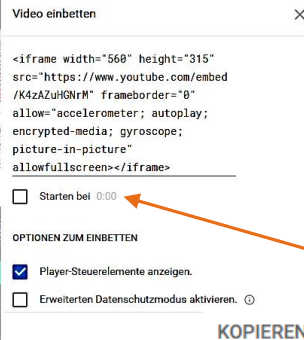 Video einbetten
<iframe width="560" height="315"
src="https://www.youtube.com/embed
/K4zAZuHGNrM" frameborder="0"
allow="accelerometer; autoplay;
encrypted-media; gyroscope;
picture-in-picture"
allowfullscreen></iframe>
Starten bei 0:00
OPTIONEN ZUM EINBETTEN
Player-Steuerelemente anzeigen.
Erweiterten Datenschutzmodus aktivieren.
KOPIEREN